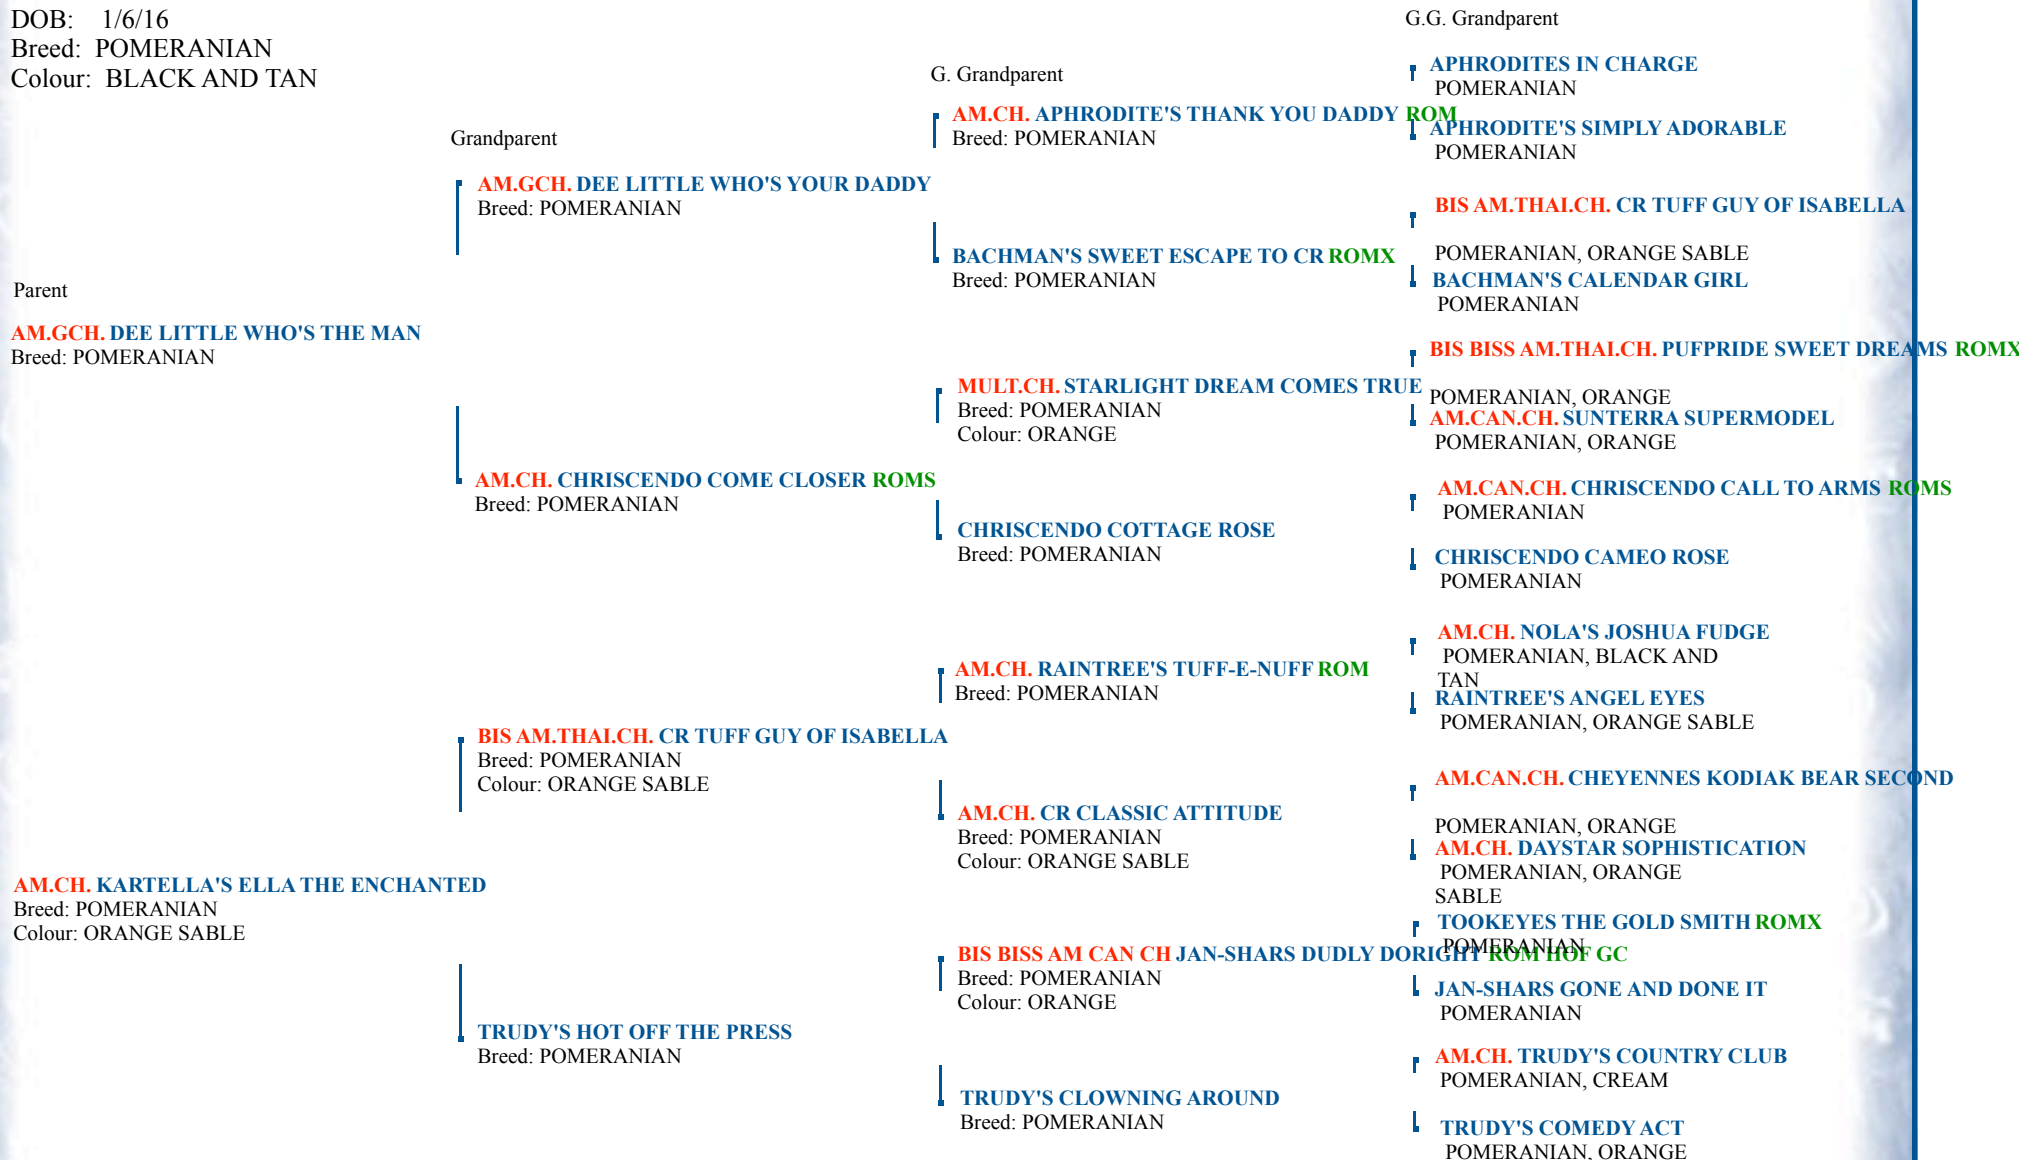 DOB: 1/6/16
Breed: POMERANIAN
Colour: BLACK AND TAN
Parent
AM.GCH. DEE LITTLE WHO'S THE MAN
Breed: POMERANIAN
AM.CH. KARTELLA'S ELLA THE ENCHANTED
Breed: POMERANIAN
Colour: ORANGE SABLE
Grandparent
AM.GCH. DEE LITTLE WHO'S YOUR DADDY
Breed: POMERANIAN
AM.CH. CHRISCENDO COME CLOSER ROMS
Breed: POMERANIAN
BIS AM.THAI.CH. CR TUFF GUY OF ISABELLA
Breed: POMERANIAN
Colour: ORANGE SABLE
TRUDY'S HOT OFF THE PRESS
Breed: POMERANIAN
G. Grandparent
AM.CH. APHRODITE'S THANK YOU DADDY ROM
Breed: POMERANIAN
BACHMAN'S SWEET ESCAPE TO CR ROMX
Breed: POMERANIAN
MULT.CH. STARLIGHT DREAM COMES TRUE
Breed: POMERANIAN
Colour: ORANGE
CHRISCENDO COTTAGE ROSE
Breed: POMERANIAN
AM.CH. RAINTREE'S TUFF-E-NUFF ROM
Breed: POMERANIAN
AM.CH. CR CLASSIC ATTITUDE
Breed: POMERANIAN
Colour: ORANGE SABLE
BIS BISS AM CAN CH JAN-SHARS DUDLY DORIGHT ROM HOF GC
Breed: POMERANIAN
Colour: ORANGE
TRUDY'S CLOWNING AROUND
Breed: POMERANIAN
G.G. Grandparent
APHRODITES IN CHARGE
POMERANIAN
APHRODITE'S SIMPLY ADORABLE
POMERANIAN
BIS AM.THAI.CH. CR TUFF GUY OF ISABELLA
POMERANIAN, ORANGE SABLE
BACHMAN'S CALENDAR GIRL
POMERANIAN
BIS BISS AM.THAI.CH. PUFPRIDE SWEET DREAMS ROMX
POMERANIAN, ORANGE
AM.CAN.CH. SUNTERRA SUPERMODEL
POMERANIAN, ORANGE
AM.CAN.CH. CHRISCENDO CALL TO ARMS ROMS
POMERANIAN
CHRISCENDO CAMEO ROSE
POMERANIAN
AM.CH. NOLA'S JOSHUA FUDGE
POMERANIAN, BLACK AND
TAN
RAINTREE'S ANGEL EYES
POMERANIAN, ORANGE SABLE
AM.CAN.CH. CHEYENNES KODIAK BEAR SECOND
POMERANIAN, ORANGE
AM.CH. DAYSTAR SOPHISTICATION
POMERANIAN, ORANGE
SABLE
TOOKEYES THE GOLD SMITH ROMX
POMERANIAN
JAN-SHARS GONE AND DONE IT
POMERANIAN
AM.CH. TRUDY'S COUNTRY CLUB
POMERANIAN, CREAM
TRUDY'S COMEDY ACT
POMERANIAN, ORANGE